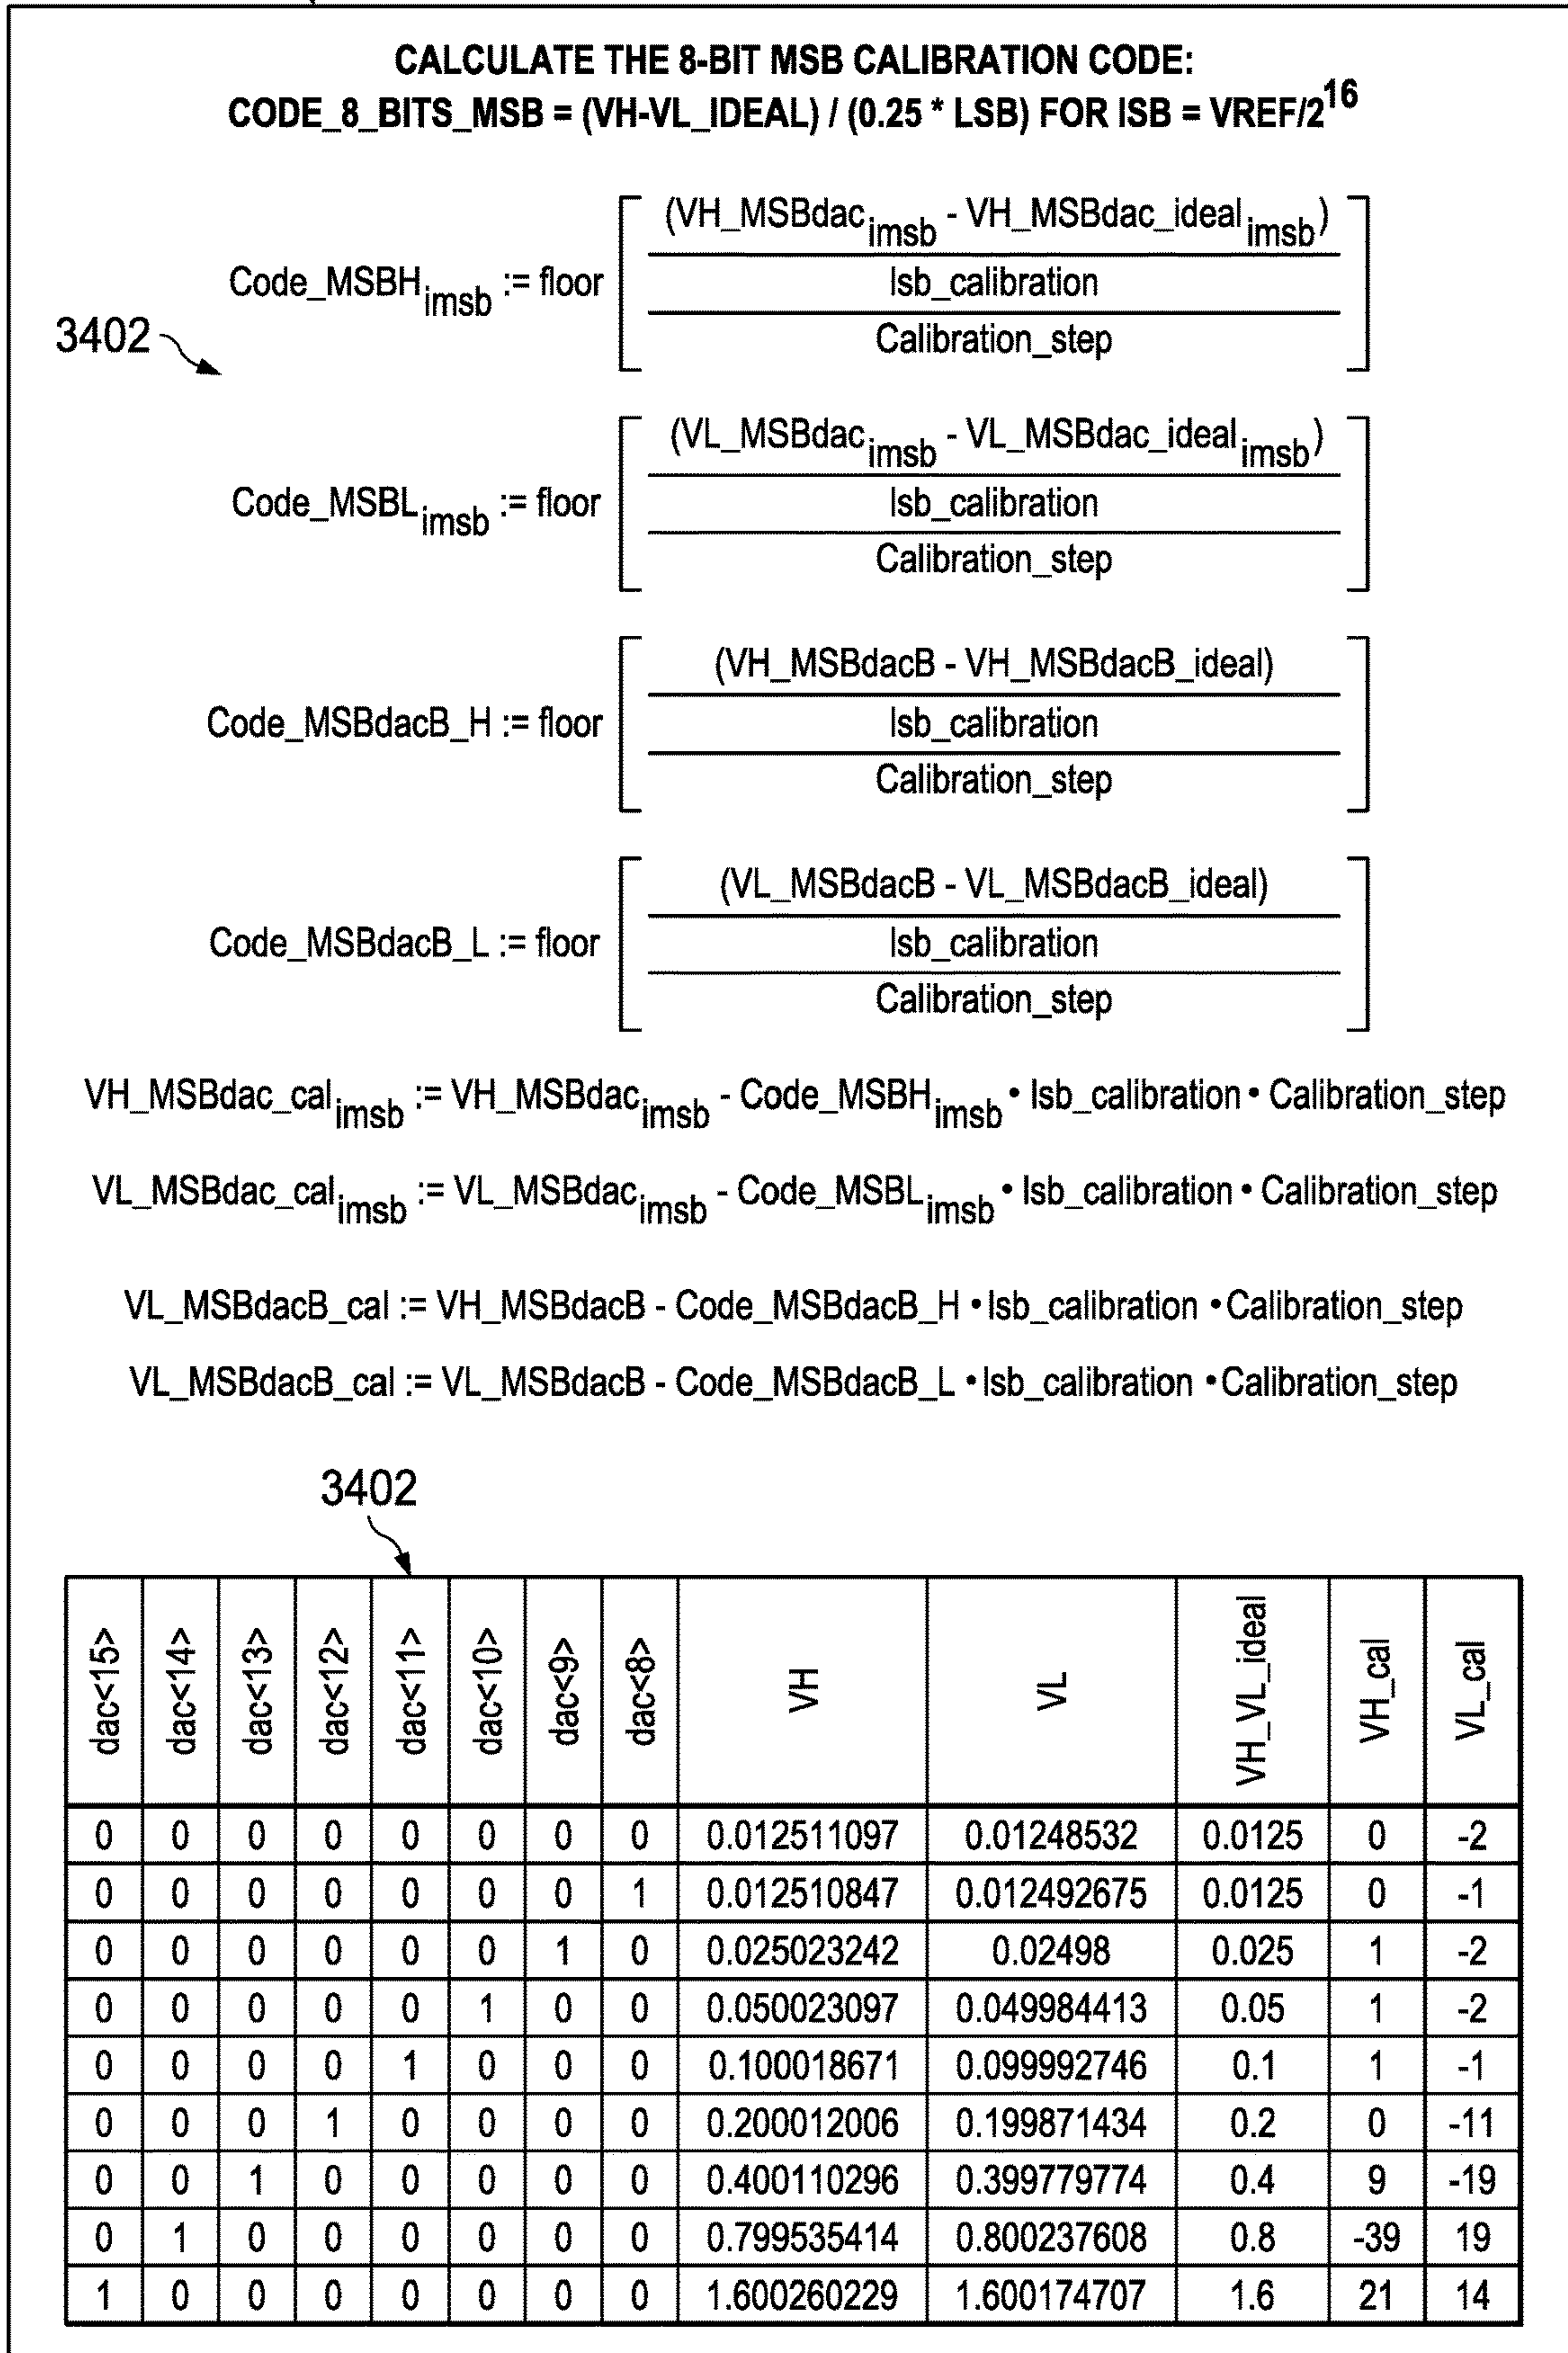 CALCULATE THE 8-BIT MSB CALIBRATION CODE:
CODE_8_BITS_MSB = (VH-VL_IDEAL) / (0.25 * LSB) FOR lSB = VREF/2^16
(VH_MSBdac_imsb - VH_MSBdac_ideal_imsb)
Code_MSBH_imsb := floor
lsb_calibration
3402
Calibration_step
(VL_MSBdac_imsb - VL_MSBdac_ideal_imsb)
Code_MSBL_imsb := floor
lsb_calibration
Calibration_step
(VH_MSBdacB - VH_MSBdacB_ideal)
Code_MSBdacB_H := floor
lsb_calibration
Calibration_step
(VL_MSBdacB - VL_MSBdacB_ideal)
Code_MSBdacB_L := floor
lsb_calibration
Calibration_step
VH_MSBdac_cal_imsb := VH_MSBdac_imsb - Code_MSBH_imsb • lsb_calibration • Calibration_step
VL_MSBdac_cal_imsb := VL_MSBdac_imsb - Code_MSBL_imsb • lsb_calibration • Calibration_step
VL_MSBdacB_cal := VH_MSBdacB - Code_MSBdacB_H • lsb_calibration • Calibration_step
VL_MSBdacB_cal := VL_MSBdacB - Code_MSBdacB_L • lsb_calibration • Calibration_step
3402
dac<15> dac<14> dac<13> dac<12> dac<11> dac<10> dac<9> dac<8> VH VL VH_VL_ideal VH_cal VL_cal
0 0 0 0 0 0 0 0 0.012511097 0.01248532 0.0125 0 -2
0 0 0 0 0 0 0 1 0.012510847 0.012492675 0.0125 0 -1
0 0 0 0 0 0 1 0 0.025023242 0.02498 0.025 1 -2
0 0 0 0 0 1 0 0 0.050023097 0.049984413 0.05 1 -2
0 0 0 0 1 0 0 0 0.100018671 0.099992746 0.1 1 -1
0 0 0 1 0 0 0 0 0.200012006 0.199871434 0.2 0 -11
0 0 1 0 0 0 0 0 0.400110296 0.399779774 0.4 9 -19
0 1 0 0 0 0 0 0 0.799535414 0.800237608 0.8 -39 19
1 0 0 0 0 0 0 0 1.600260229 1.600174707 1.6 21 14